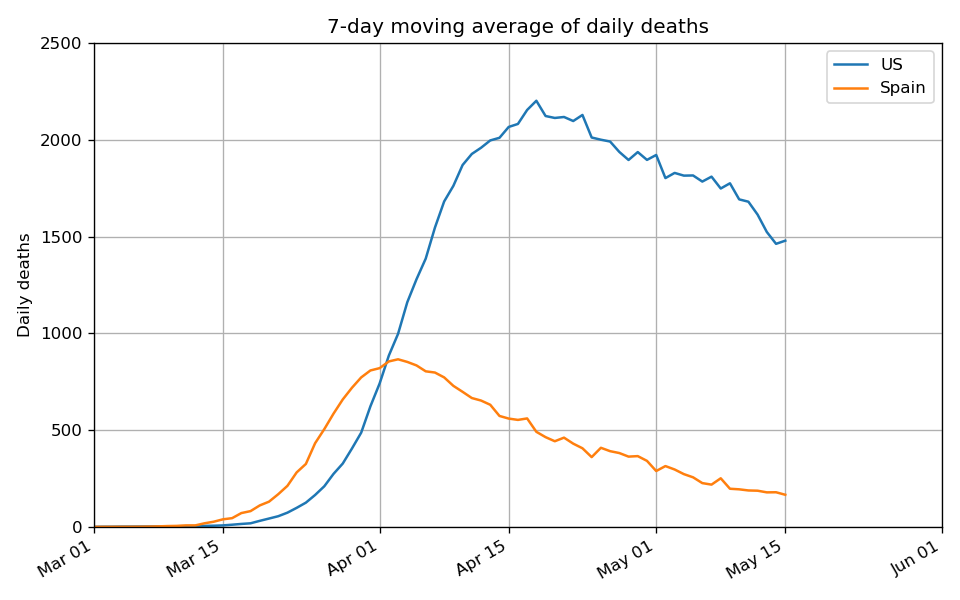 7-day moving average of daily deaths
US
Spain
Daily deaths
2500
2000
1500
1000
500
0
Mar 01
Mar 15
Apr 01
Apr 15
May 01
May 15
Jun 01